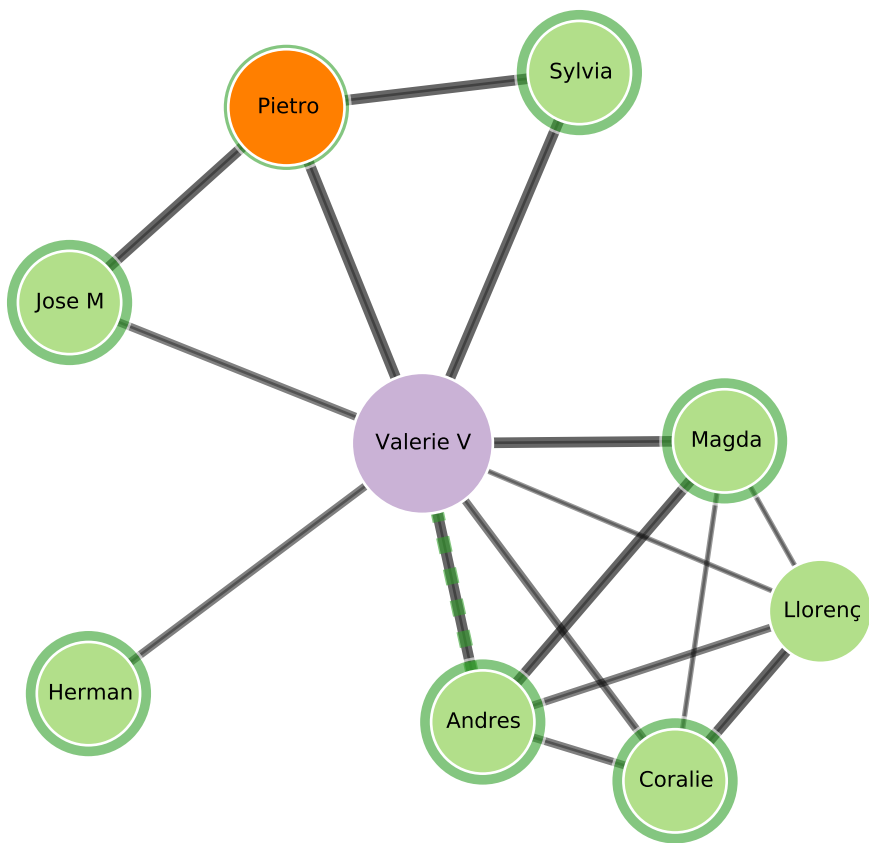 Sylvia
Pietro
Jose M
Valerie V
Magda
Llorenç
Herman
Andres
Coralie